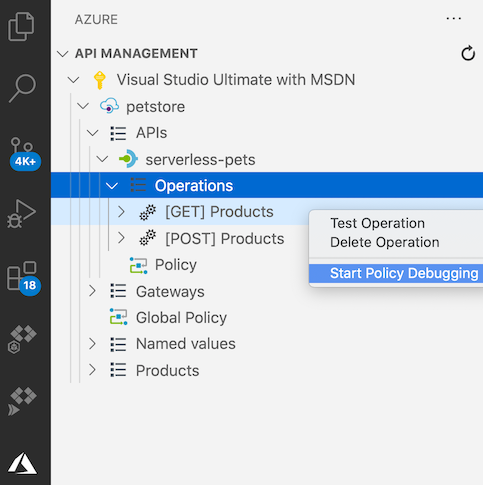 AZURE
API MANAGEMENT
Visual Studio Ultimate with MSDN
petstore
APIs
serverless-pets
Operations
[GET] Products
[POST] Products
Policy
Gateways
Global Policy
Named values
Products
Test Operation
Delete Operation
Start Policy Debugging
4K+
18